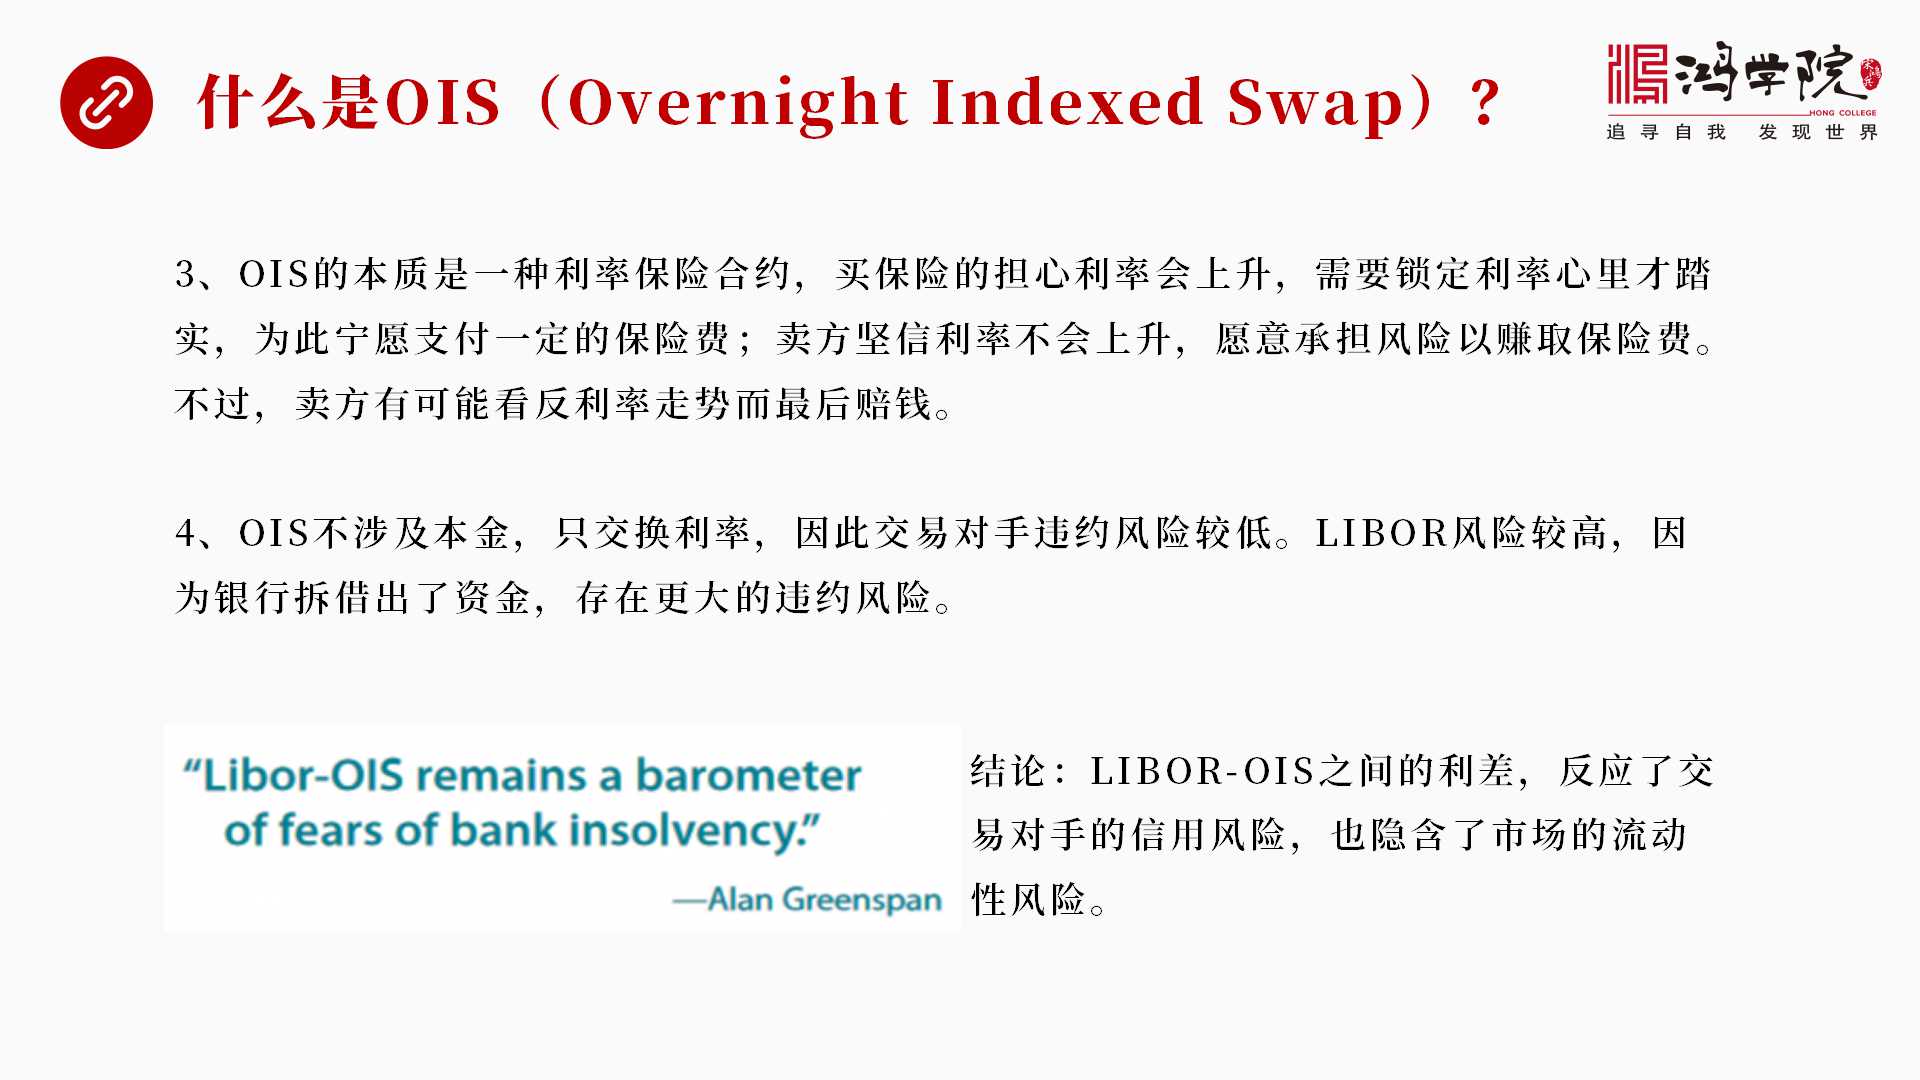 什么是OIS（Overnight Indexed Swap）？
鸿学院
宋鸿兵
HONG COLLEGE
追寻自我 发现世界
3、OIS的本质是一种利率保险合约，买保险的担心利率会上升，需要锁定利率心里才踏
实，为此宁愿支付一定的保险费；卖方坚信利率不会上升，愿意承担风险以赚取保险费。
不过，卖方有可能看反利率走势而最后赔钱。
4、OIS不涉及本金，只交换利率，因此交易对手违约风险较低。LIBOR风险较高，因
为银行拆借出了资金，存在更大的违约风险。
“Libor-OIS remains a barometer
of fears of bank insolvency.”
—Alan Greenspan
结论：LIBOR-OIS之间的利差，反应了交
易对手的信用风险，也隐含了市场的流动
性风险。